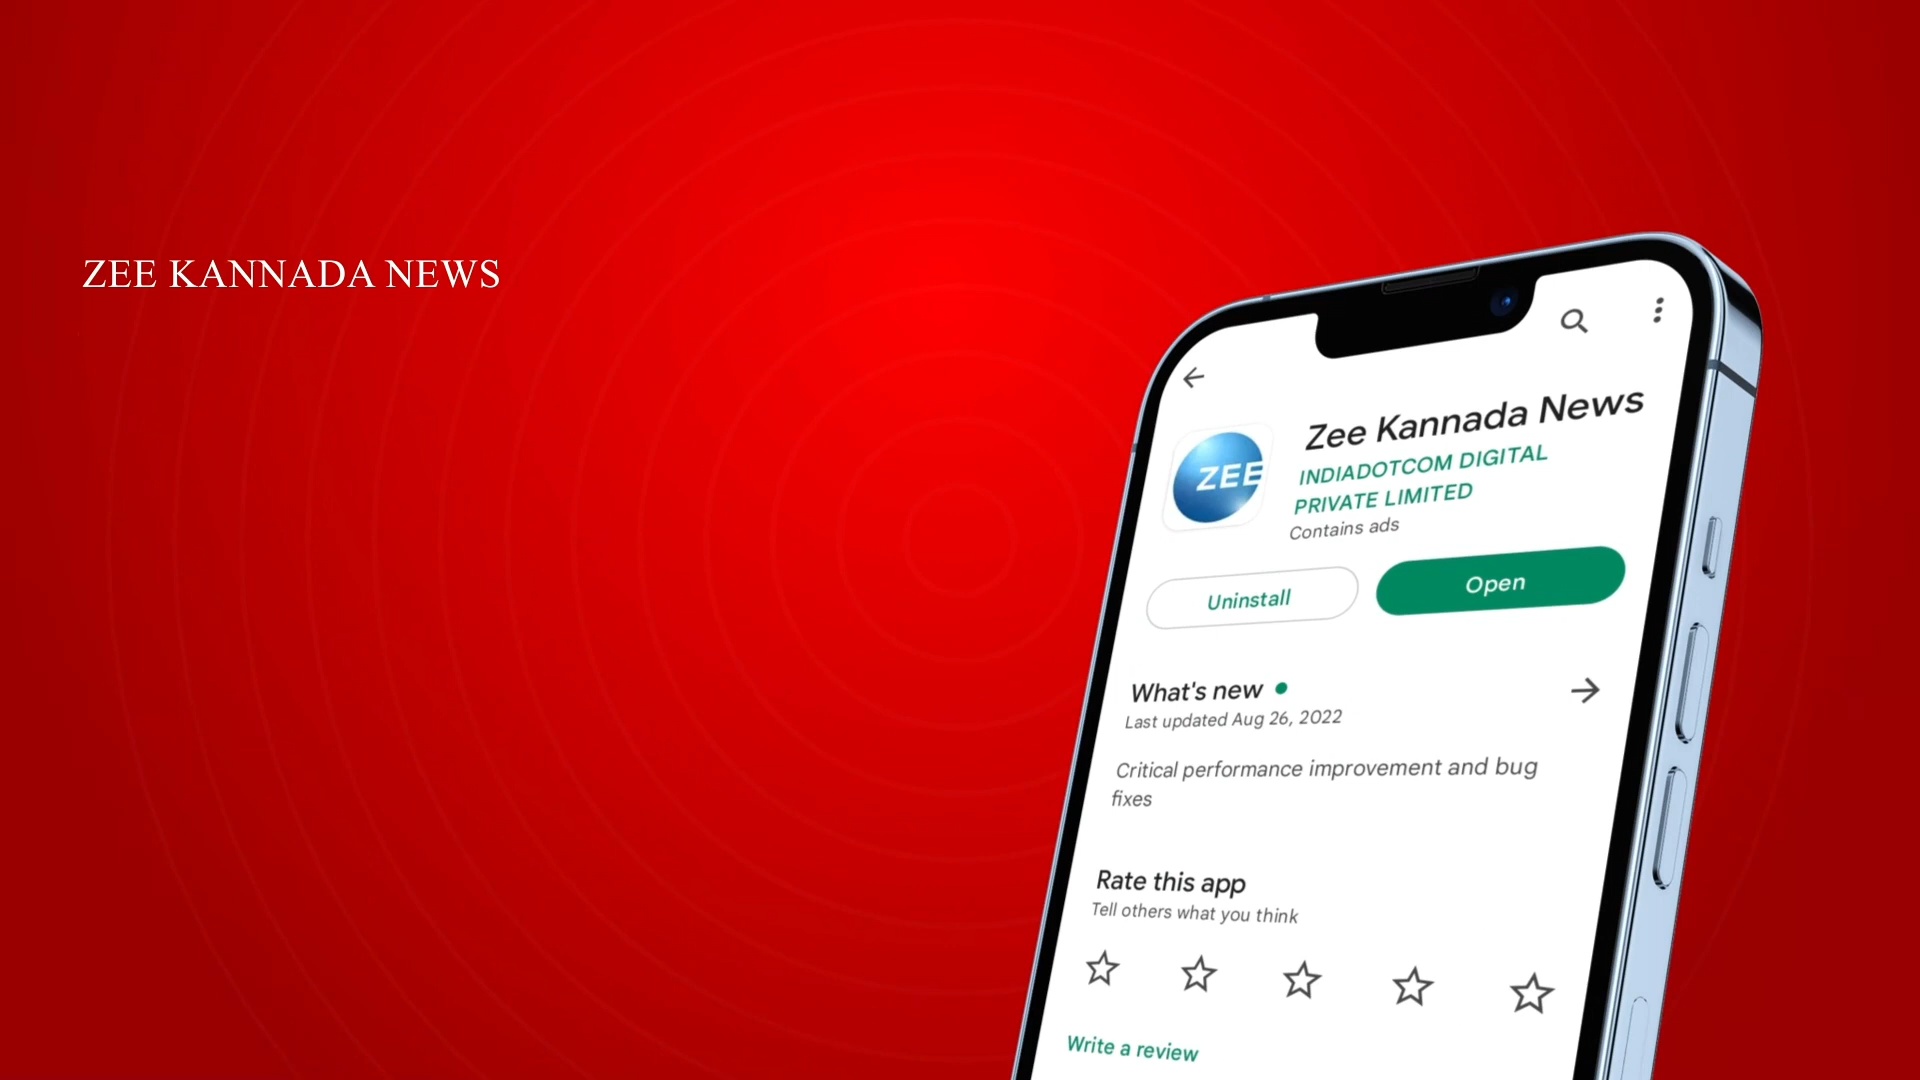 ZEE KANNADA NEWS
Zee Kannada News
ZEE
INDIADOTCOM DIGITAL
PRIVATE LIMITED
Contains ads
Uninstall
Open
What's new
Last updated Aug 26, 2022
Critical performance improvement and bug
fixes
Rate this app
Tell others what you think
Write a review